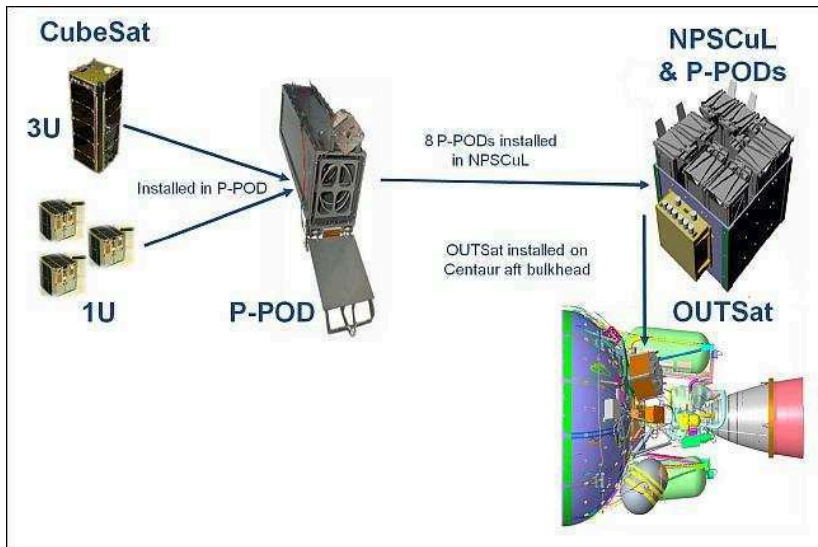 CubeSat
3U
1U
Installed in P-POD
P-POD
8 P-PODs installed
in NPSCuL
NPSCuL
& P-PODs
OUTSat installed on
Centaur aft bulkhead
OUTSat